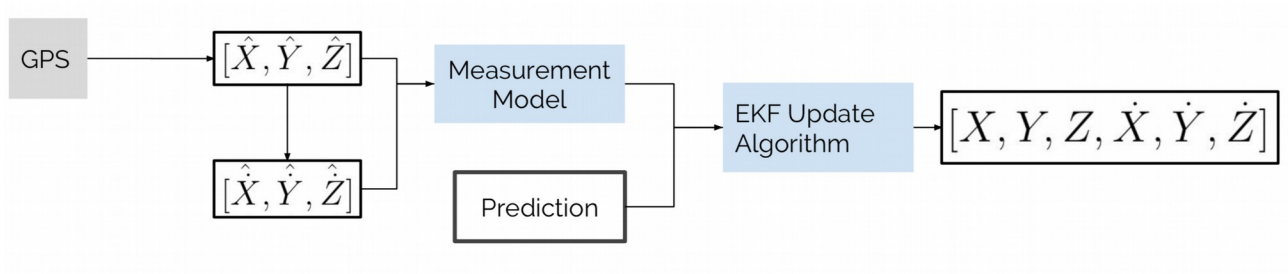 GPS
[X̂, Ŷ, Ẑ]
[Ẋ̂, Ẏ̂, Ż̂]
Measurement
Model
Prediction
EKF Update
Algorithm
[X, Y, Z, Ẋ, Ẏ, Ż]